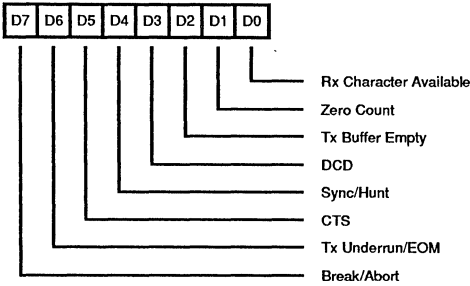 D7 D6 D5 D4 D3 D2 D1 D0
Rx Character Available
Zero Count
Tx Buffer Empty
DCD
Sync/Hunt
CTS
Tx Underrun/EOM
Break/Abort